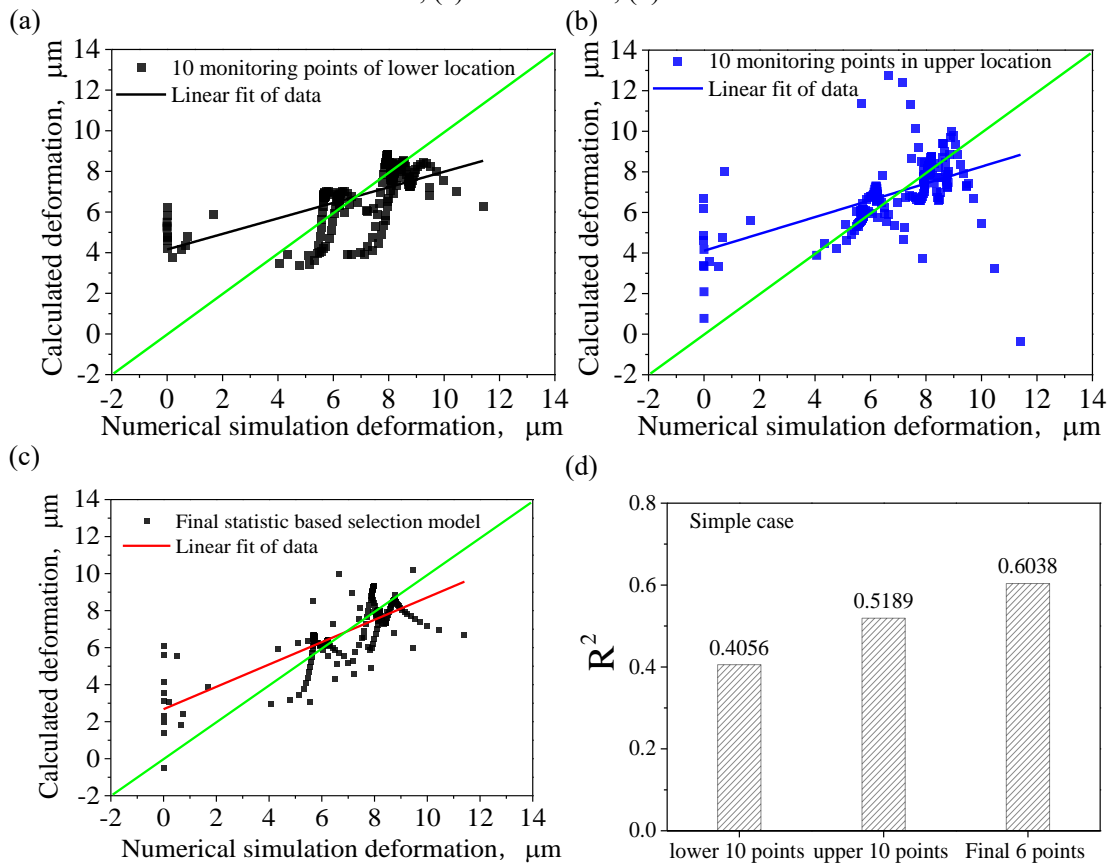 , (
(a)
(b)
14
12
10
8
6
4
2
0
-2
Calculated deformation, μm
10 monitoring points of lower location
Linear fit of data
-2 0 2 4 6 8 10 12 14
Numerical simulation deformation, μm
14
12
10
8
6
4
2
0
-2
Calculated deformation, μm
10 monitoring points in upper location
Linear fit of data
-2 0 2 4 6 8 10 12 14
Numerical simulation deformation, μm
(c)
(d)
14
12
10
8
6
4
2
0
-2
Calculated deformation, μm
Final statistic based selection model
Linear fit of data
-2 0 2 4 6 8 10 12 14
Numerical simulation deformation, μm
0.8
0.6
0.4
0.2
0.0
R²
Simple case
0.4056
0.5189
0.6038
lower 10 points upper 10 points Final 6 points